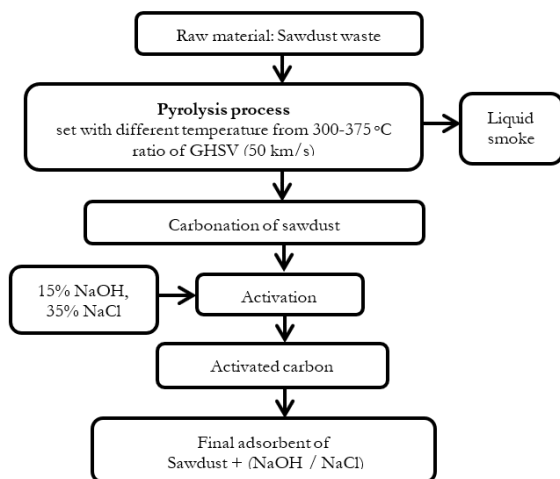 Raw material: Sawdust waste
Pyrolysis process
set with different temperature from 300-375 ᵒC
ratio of GHSV (50 km/s)
Liquid
smoke
Carbonation of sawdust
15% NaOH,
35% NaCl
Activation
Activated carbon
Final adsorbent of
Sawdust + (NaOH / NaCl)